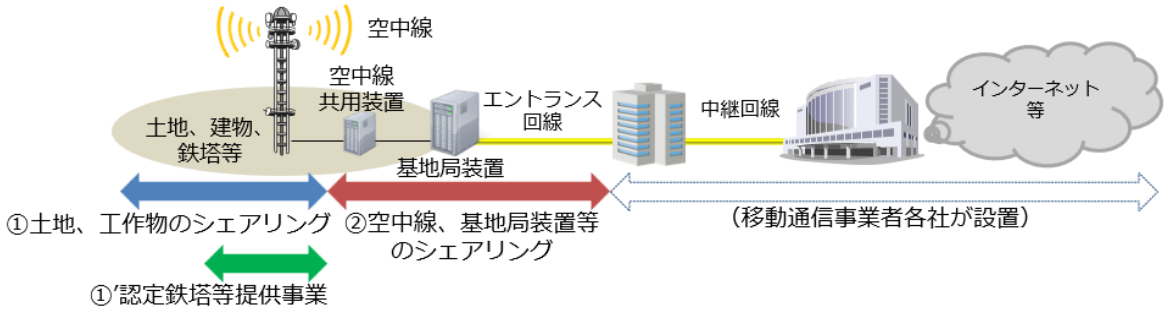 空中線
空中線
共用装置
エントランス
回線
中継回線
インターネット
等
土地、建物、
鉄塔等
基地局装置
①土地、工作物のシェアリング
②空中線、基地局装置等
のシェアリング
（移動通信事業者各社が設置）
①’認定鉄塔等提供事業